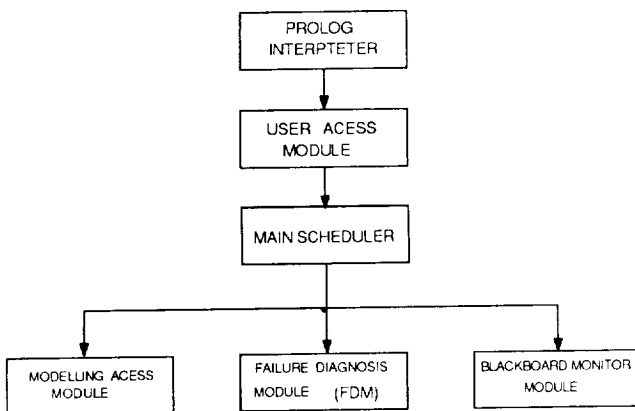 PROLOG
INTERPTETER
USER ACESS
MODULE
MAIN SCHEDULER
MODELLING ACESS
MODULE
FAILURE DIAGNOSIS
MODULE (FDM)
BLACKBOARD MONITOR
MODULE